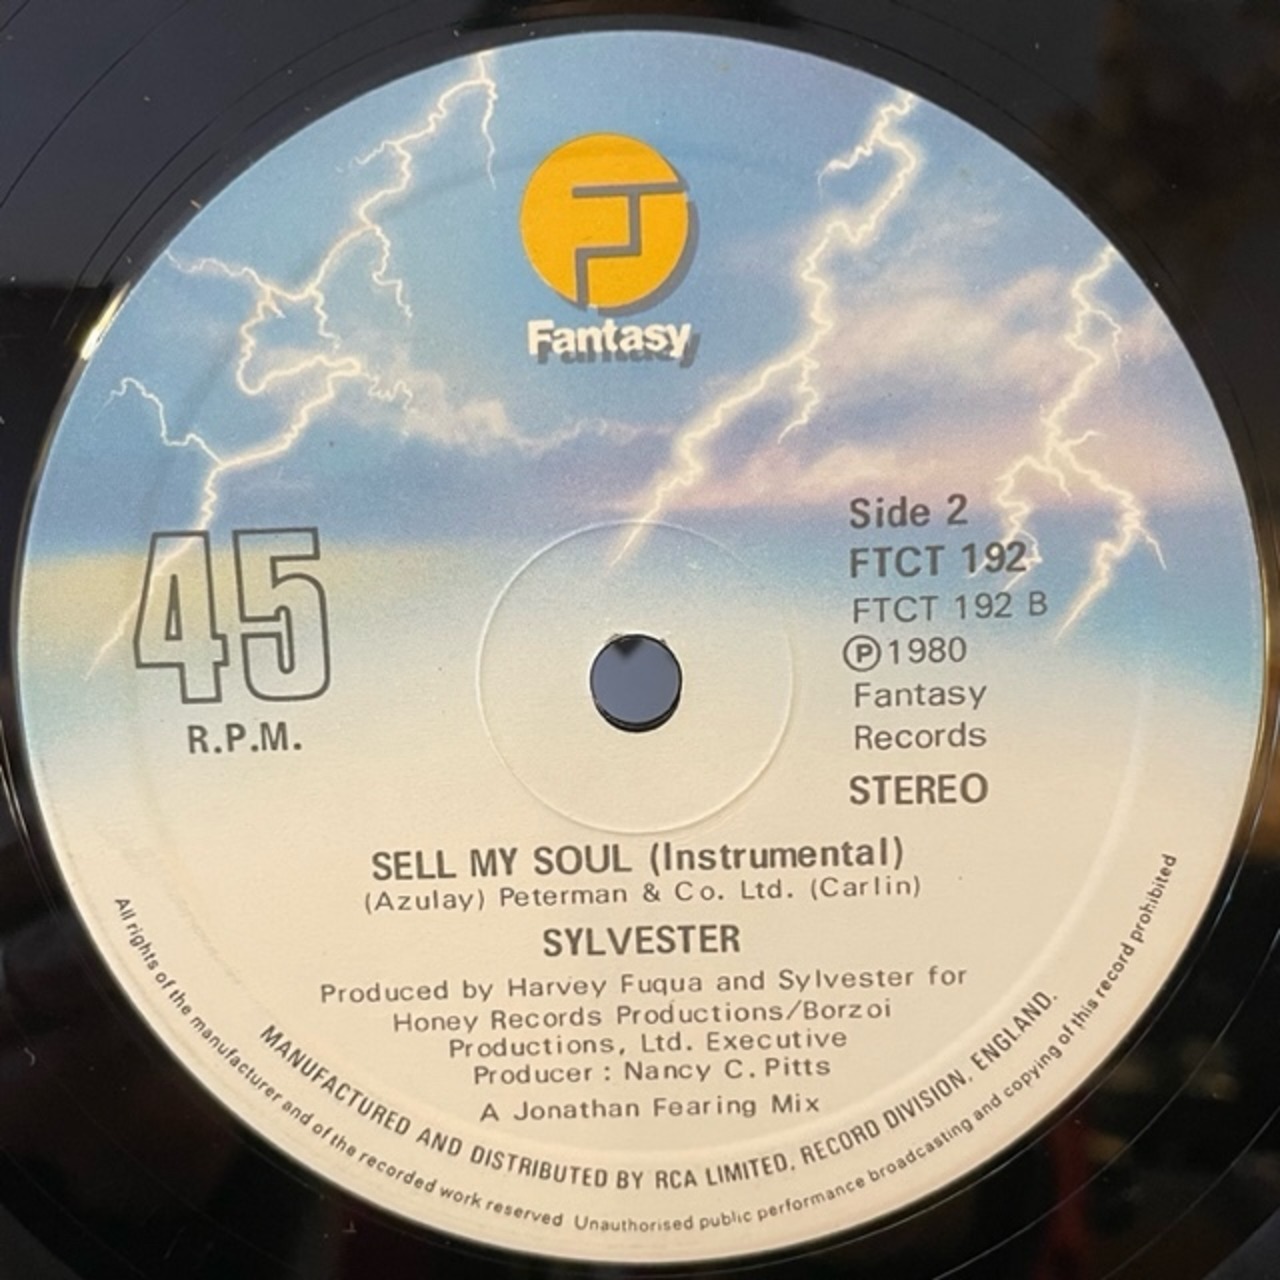 Fantasy
45
R.P.M.
Side 2
FTCT 192
FTCT 192 B
Ⓟ1980
Fantasy
Records
STEREO
SELL MY SOUL (Instrumental)
(Azulay) Peterman & Co. Ltd. (Carlin)
SYLVESTER
Produced by Harvey Fuqua and Sylvester for
Honey Records Productions/Borzoi
Productions, Ltd. Executive
Producer : Nancy C. Pitts
A Jonathan Fearing Mix
MANUFACTURED AND DISTRIBUTED BY RCA LIMITED, RECORD DIVISION, ENGLAND.
All rights of the manufacturer and of the recorded work reserved Unauthorised public performance broadcasting and copying of this record prohibited